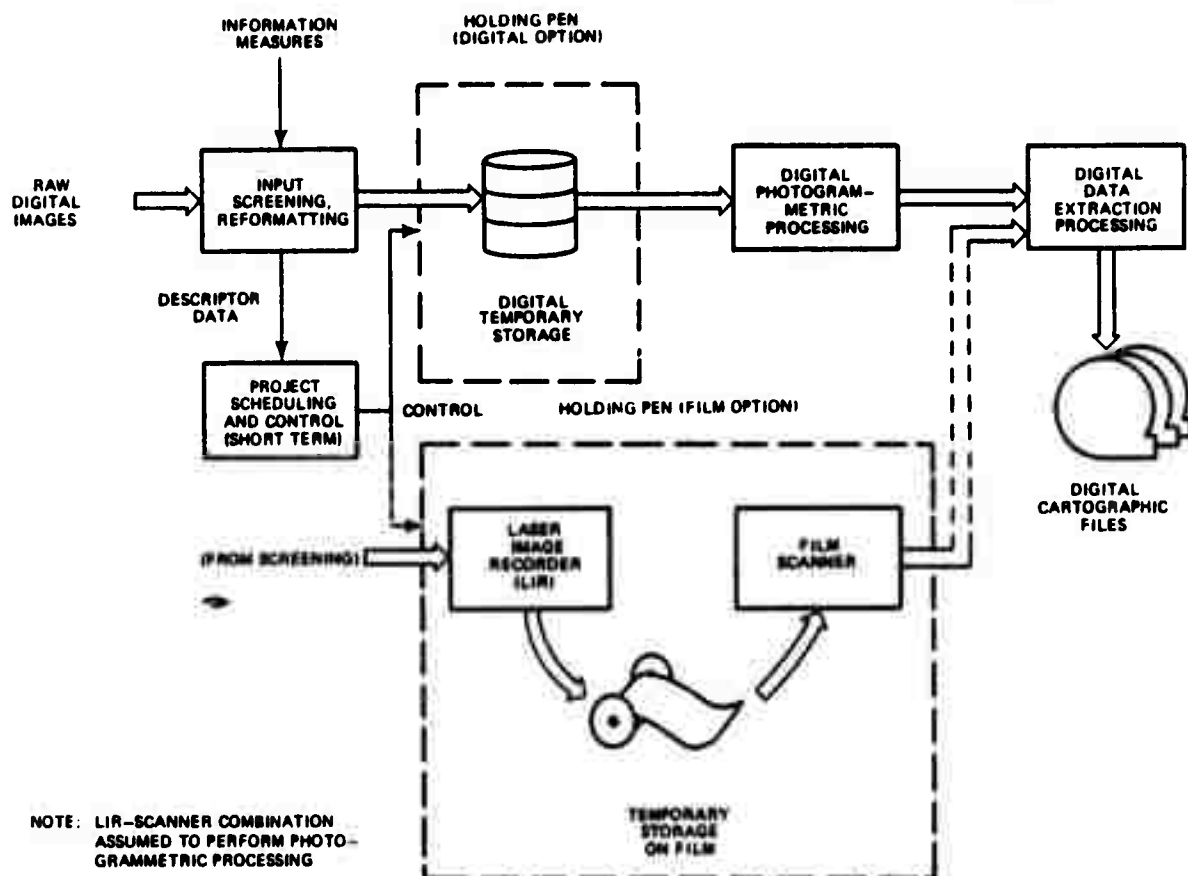 INFORMATION
MEASURES
HOLDING PEN
(DIGITAL OPTION)
RAW
DIGITAL
IMAGES
INPUT
SCREENING,
REFORMATTING
DIGITAL
PHOTOGRAM-
METRIC
PROCESSING
DIGITAL
DATA
EXTRACTION
PROCESSING
DESCRIPTOR
DATA
DIGITAL
TEMPORARY
STORAGE
PROJECT
SCHEDULING
AND CONTROL
(SHORT TERM)
CONTROL
HOLDING PEN (FILM OPTION)
DIGITAL
CARTOGRAPHIC
FILES
(FROM SCREENING)
LASER
IMAGE
RECORDER
(LIR)
FILM
SCANNER
TEMPORARY
STORAGE
ON FILM
NOTE: LIR-SCANNER COMBINATION
ASSUMED TO PERFORM PHOTO-
GRAMMETRIC PROCESSING